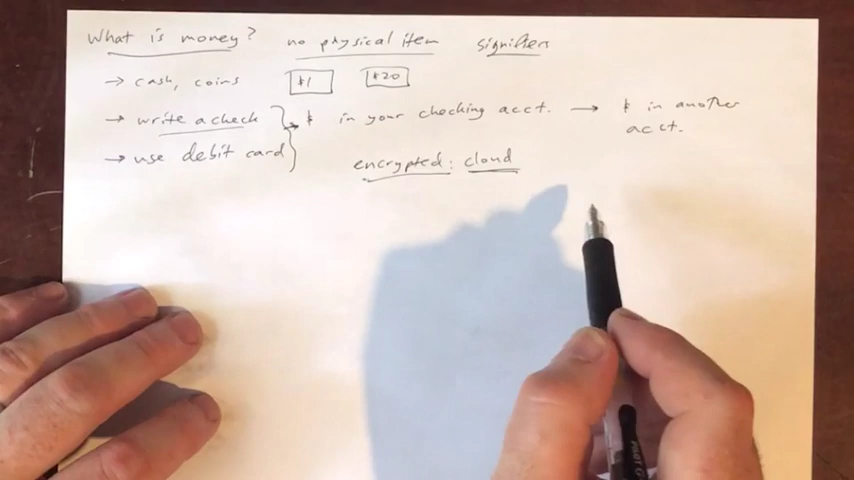 What is money? no physical item signifiers
→ cash, coins $1 $20
→ write a check
→ $ in your checking acct. → $ in another
acct.
→ use debit card
encrypted: cloud
PILOT G